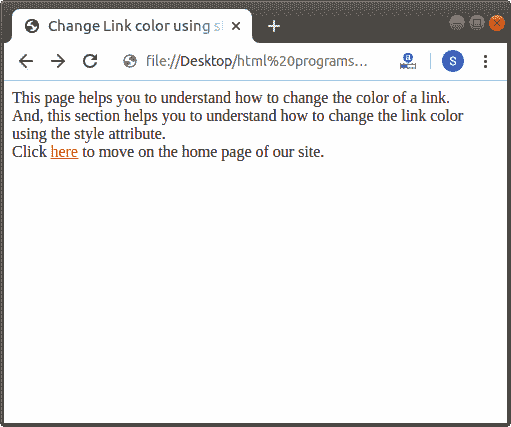 Change Link color using s
file://Desktop/html%20programs...
S
This page helps you to understand how to change the color of a link.
And, this section helps you to understand how to change the link color
using the style attribute.
Click here to move on the home page of our site.